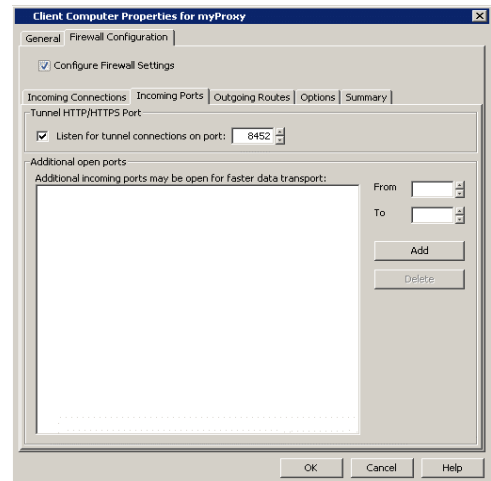 Client Computer Properties for myProxy
General Firewall Configuration
Configure Firewall Settings
Incoming Connections Incoming Ports Outgoing Routes Options Summary
Tunnel HTTP/HTTPS Port
Listen for tunnel connections on port: 8452
Additional open ports
Additional incoming ports may be open for faster data transport:
From
To
Add
Delete
OK Cancel Help